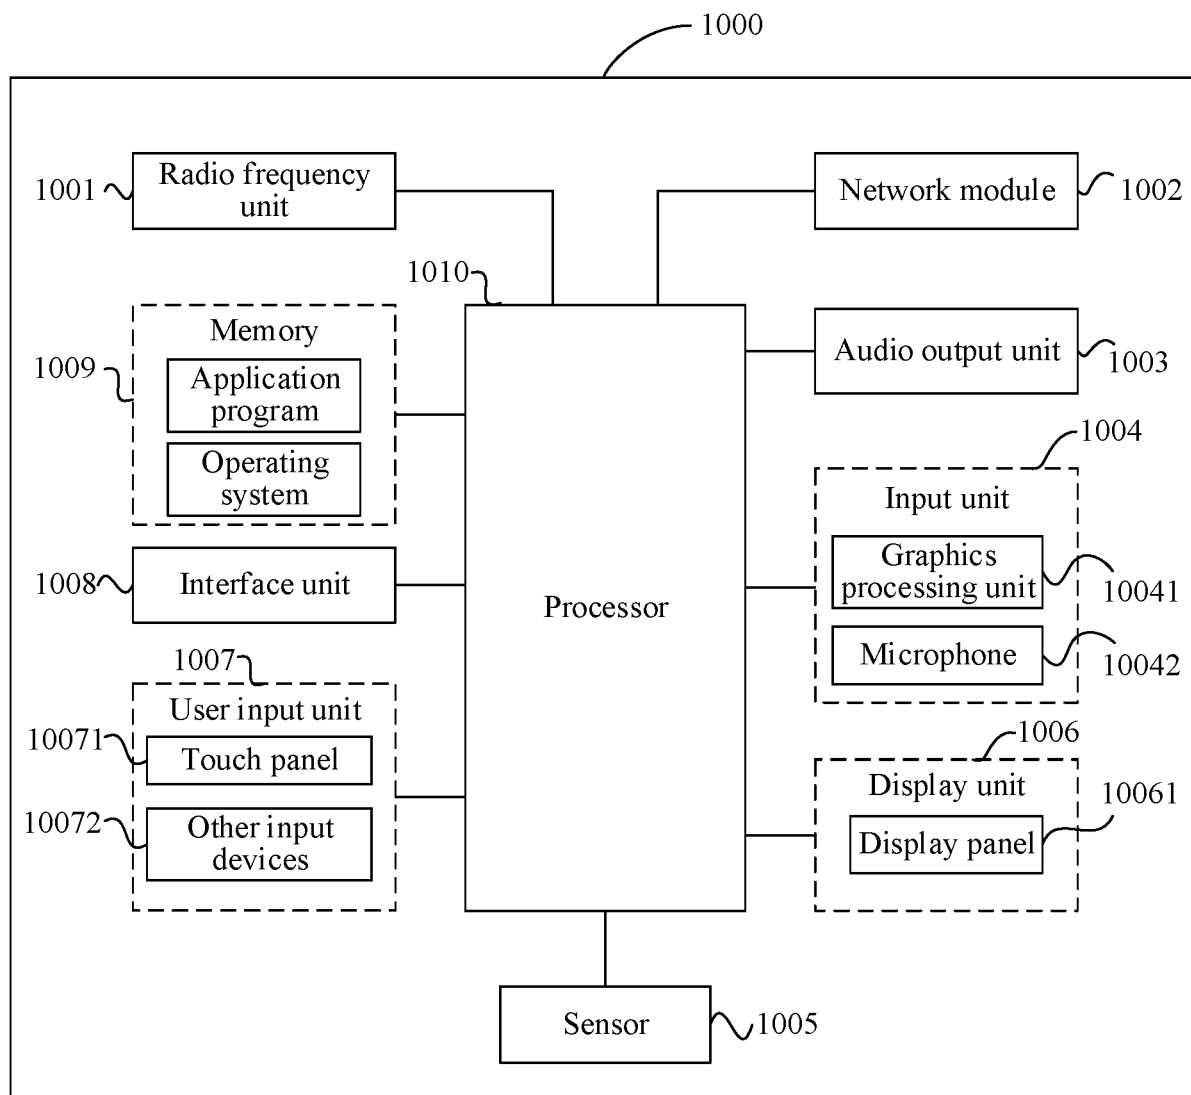 1000
1001
Radio frequency
unit
Network module
1002
1010
Memory
1009
Application
program
Operating
system
Audio output unit
1003
1004
Input unit
Graphics
processing unit
10041
Microphone
10042
1008
Interface unit
Processor
1007
User input unit
10071
Touch panel
10072
Other input
devices
1006
Display unit
10061
Display panel
Sensor
1005